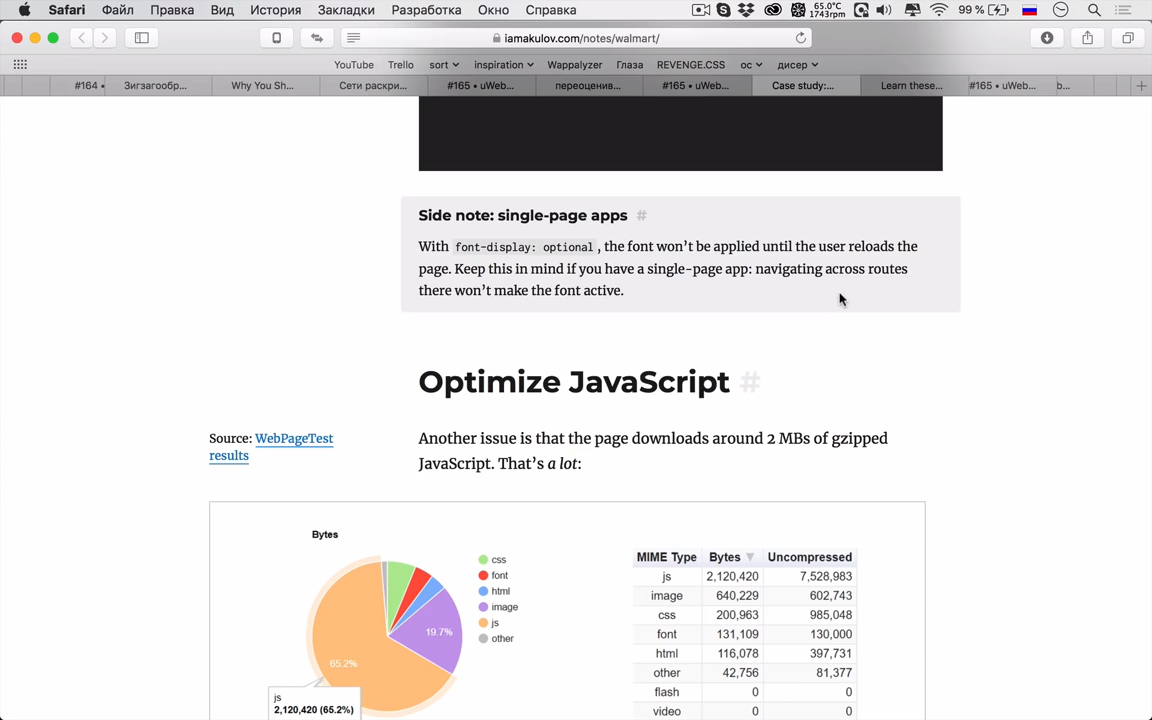 Safari Файл Правка Вид История Закладки Разработка Окно Справка 65.0°C 1743rpm 99 %
iamakulov.com/notes/walmart/
YouTube Trello sort inspiration Wappalyzer Глаза REVENGE.CSS ос дисер
#164 • Зигзагообр... Why You Sh... Сети раскри... #165 • uWeb... переоценив... #165 • uWeb... Case study:... Learn these... #165 • uWeb... b...
Side note: single-page apps #
With font-display: optional , the font won’t be applied until the user reloads the
page. Keep this in mind if you have a single-page app: navigating across routes
there won’t make the font active.
Optimize JavaScript #
Source: WebPageTest
results
Another issue is that the page downloads around 2 MBs of gzipped
JavaScript. That’s a lot:
Bytes
css
font
html
image
js
other
19.7%
65.2%
js
2,120,420 (65.2%)
MIME Type Bytes Uncompressed
js 2,120,420 7,528,983
image 640,229 602,743
css 200,963 985,048
font 131,109 130,000
html 116,078 397,731
other 42,756 81,377
flash 0 0
video 0 0